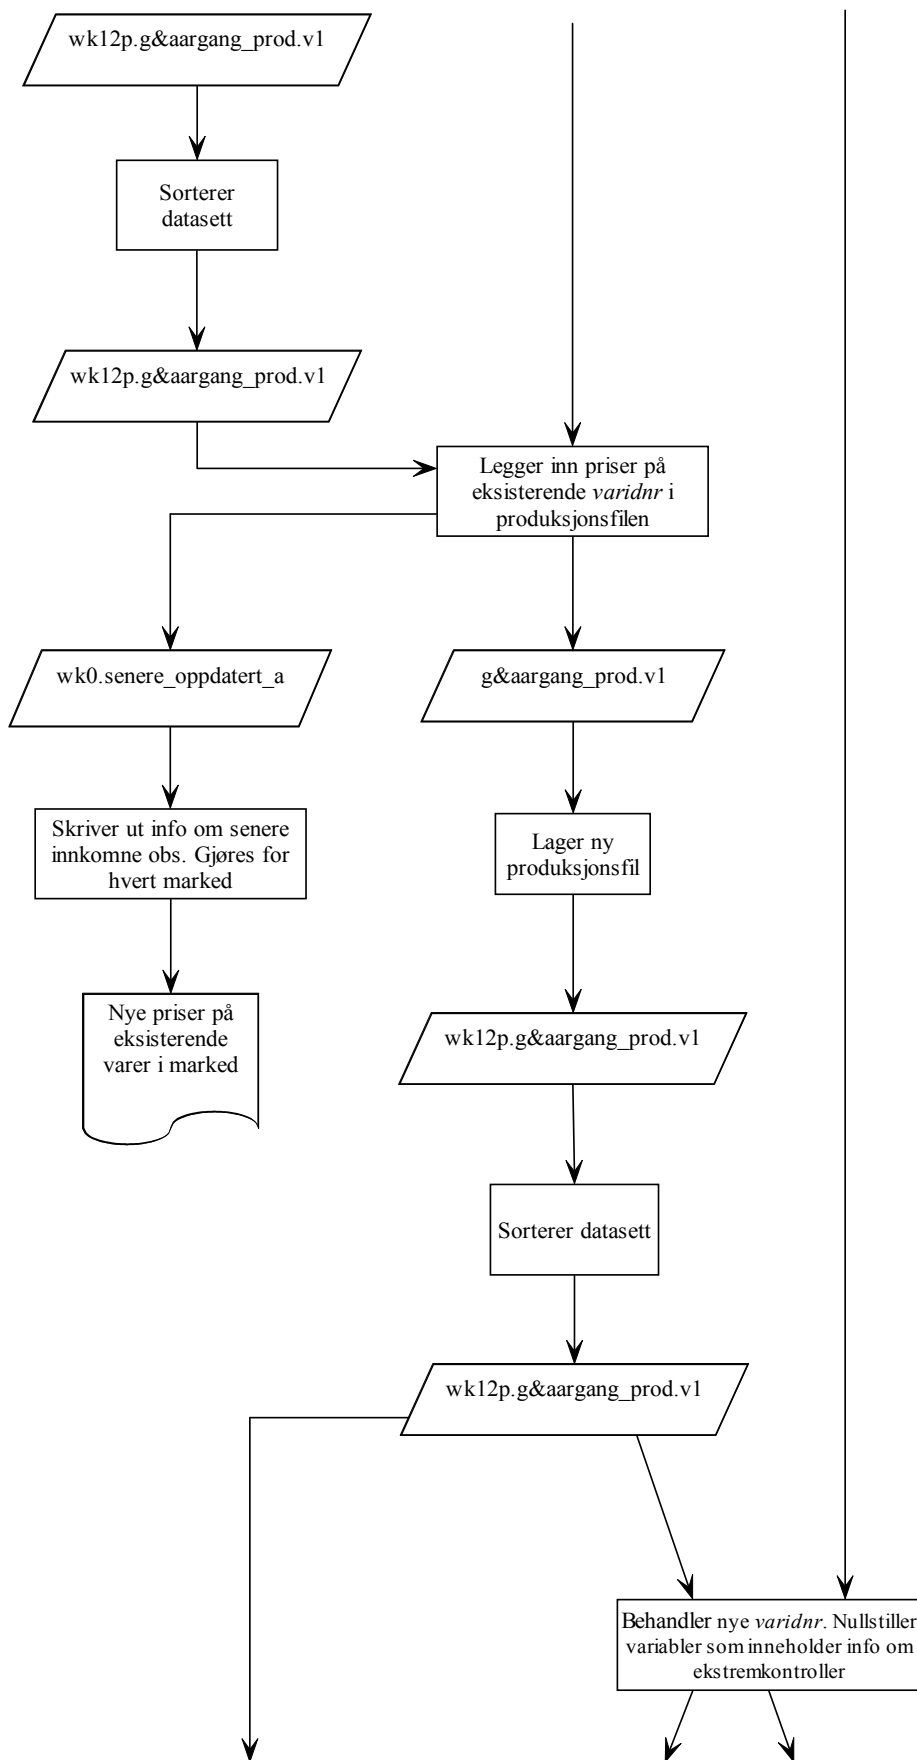 wk12p.g&aargang_prod.v1
Sorterer
datasett
wk12p.g&aargang_prod.v1
Legger inn priser på
eksisterende varidnr i
produksjonsfilen
wk0.senere_oppdatert_a
g&aargang_prod.v1
Skriver ut info om senere
innkomne obs. Gjøres for
hvert marked
Lager ny
produksjonsfil
Nye priser på
eksisterende
varer i marked
wk12p.g&aargang_prod.v1
Sorterer datasett
wk12p.g&aargang_prod.v1
Behandler nye varidnr. Nullstiller
variabler som inneholder info om
ekstremkontroller